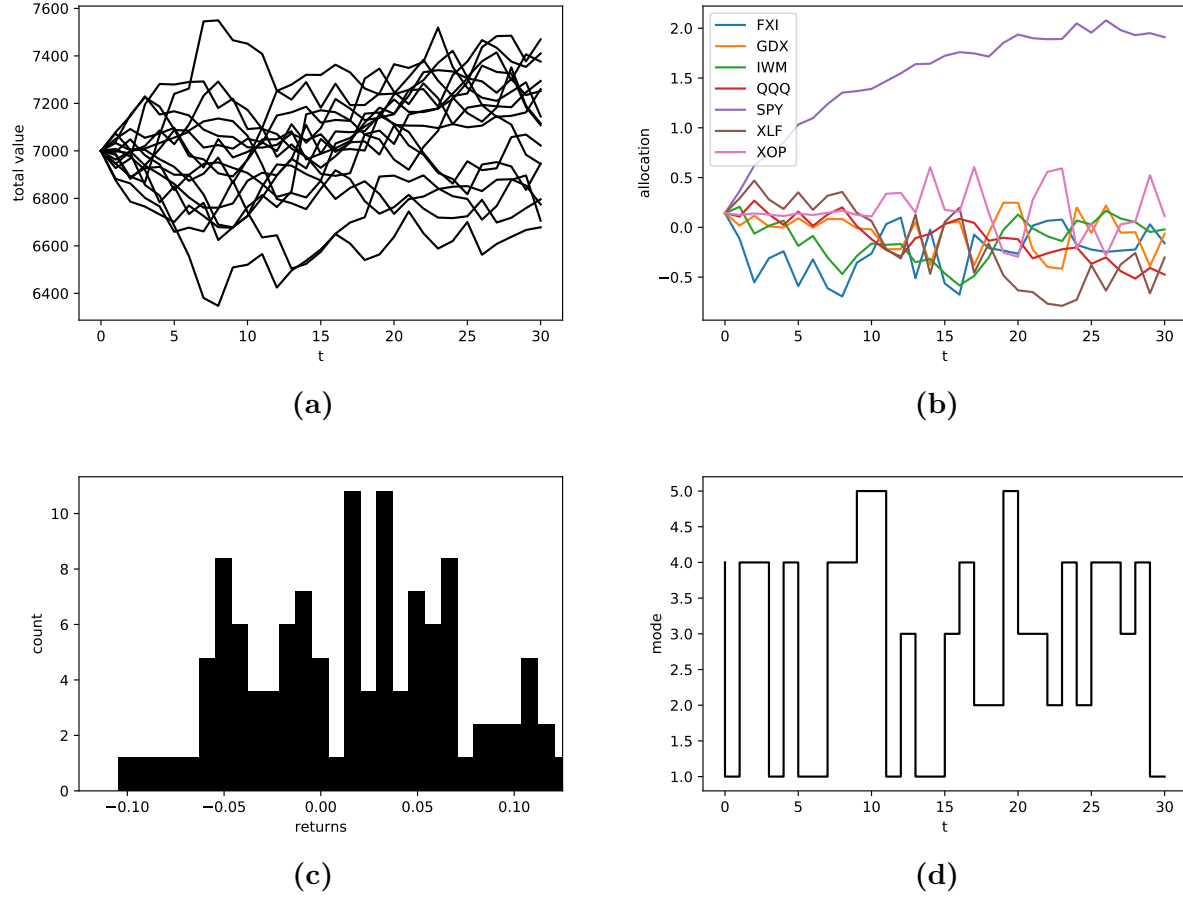 7600
7400
7200
7000
6800
6600
6400
total value
0 5 10 15 20 25 30
t
(a)
2.0
1.5
1.0
0.5
0.0
−0.5
allocation
FXI
GDX
IWM
QQQ
SPY
XLF
XOP
0 5 10 15 20 25 30
t
(b)
10
8
6
4
2
0
count
−0.10 −0.05 0.00 0.05 0.10
returns
(c)
5.0
4.5
4.0
3.5
3.0
2.5
2.0
1.5
1.0
mode
0 5 10 15 20 25 30
t
(d)